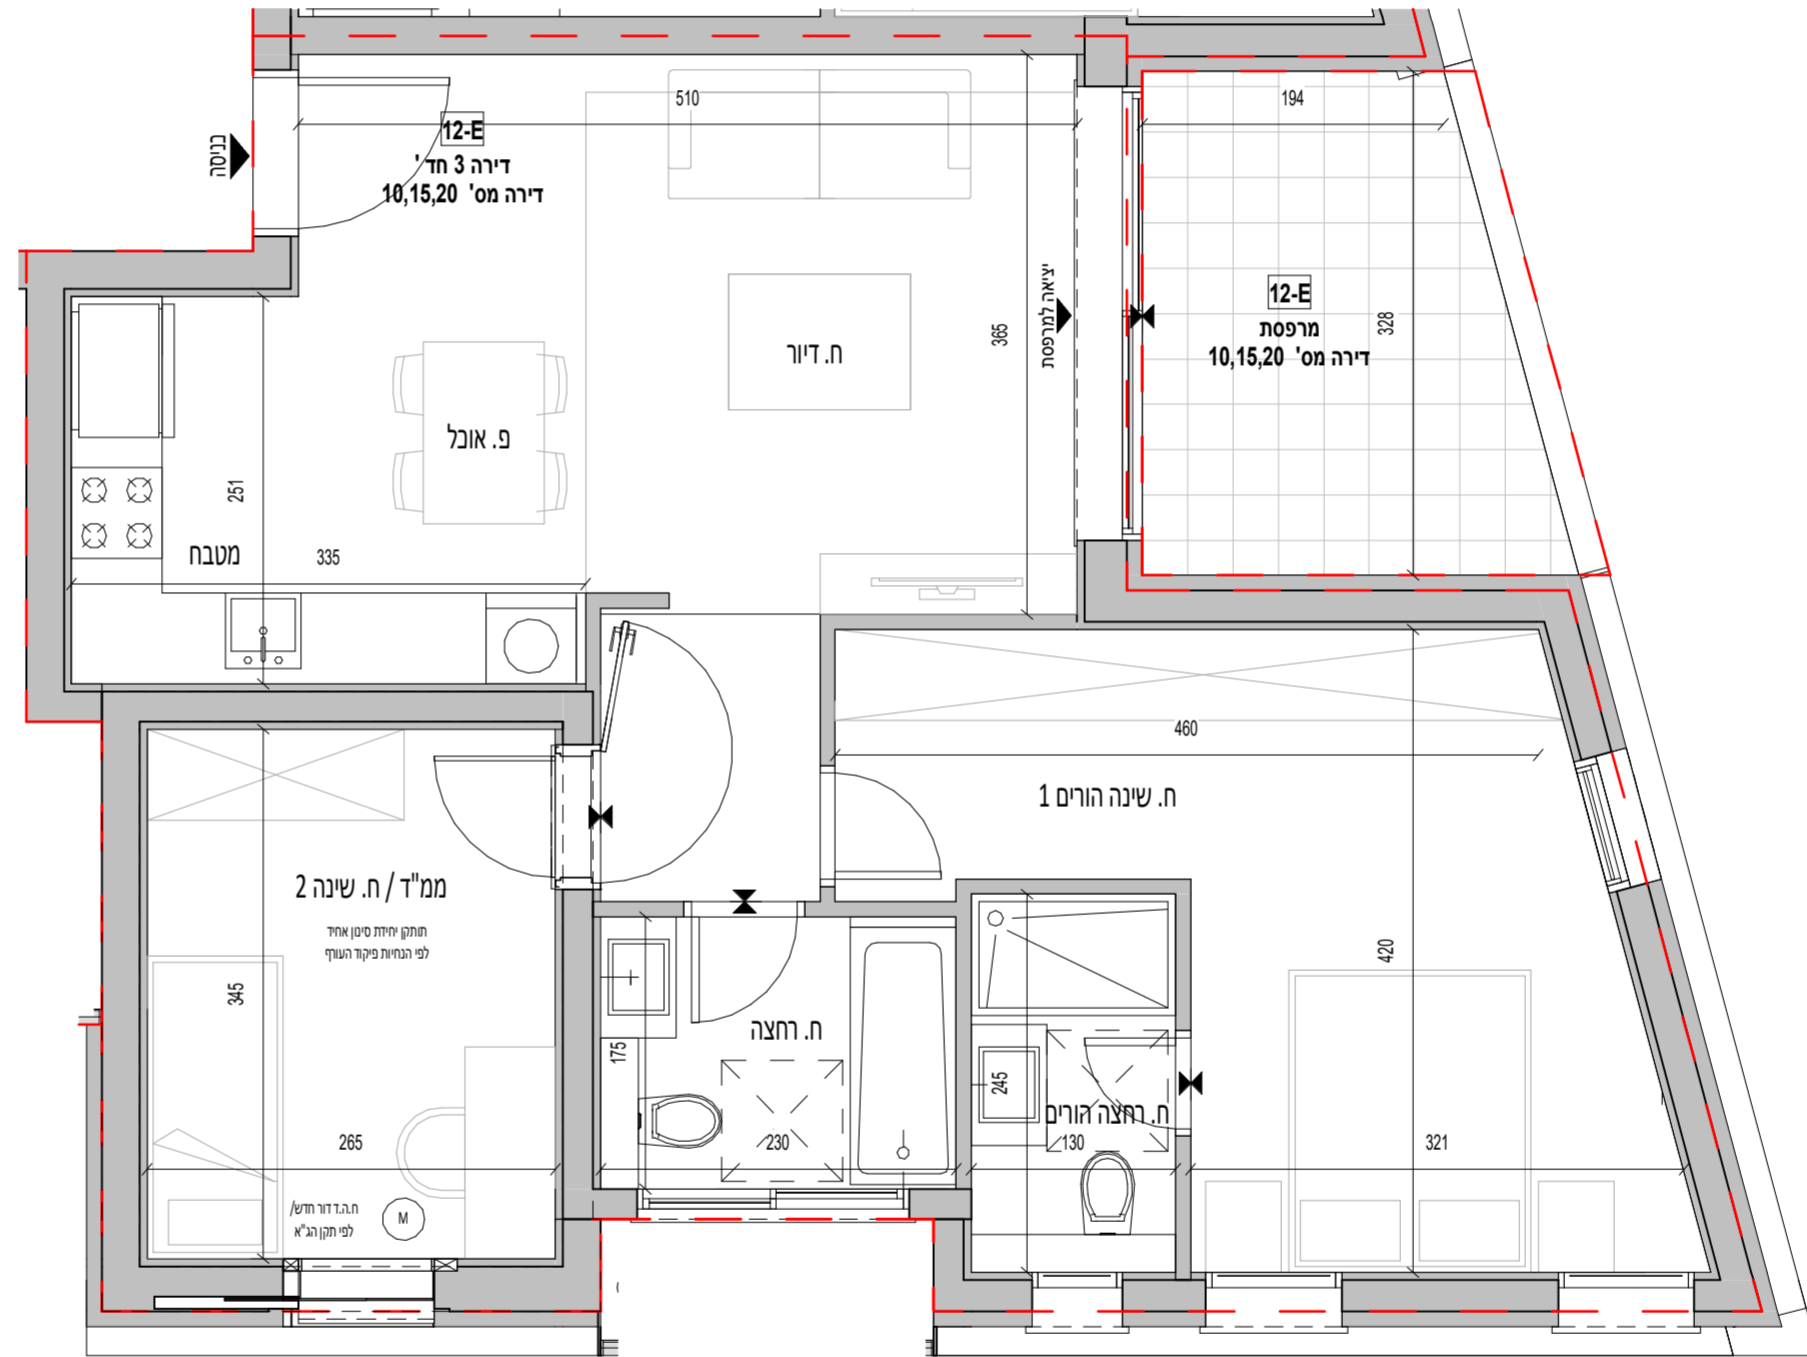 510
194
12-E
דירה 3 חד '
דירה מס' 10,15,20
כניסה
יציאה למרפסת
365
12-E
מרפסת
דירה מס' 10,15,20
328
ח. דיור
פ. אוכל
251
מטבח
335
460
ח. שינה הורים 1
ממ"ד / ח. שינה 2
תותקן יחידת סינון אחיד
לפי הנחיות פיקוד העורף
345
420
ח. רחצה
175
245
ח. רחצה הורים
265
230
130
321
ח.ה.ד דור חדש/
לפי תקן הג"א
M